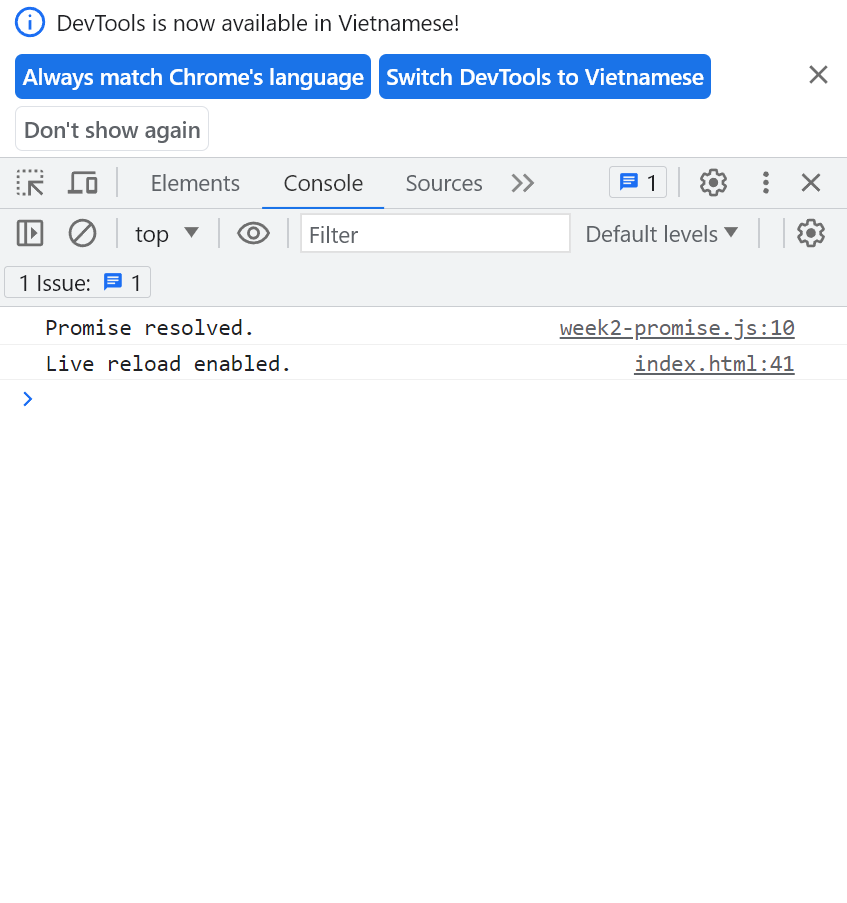 DevTools is now available in Vietnamese!
Always match Chrome's language Switch DevTools to Vietnamese
Don't show again
Elements Console Sources 1
top Filter Default levels
1 Issue: 1
Promise resolved. week2-promise.js:10
Live reload enabled. index.html:41